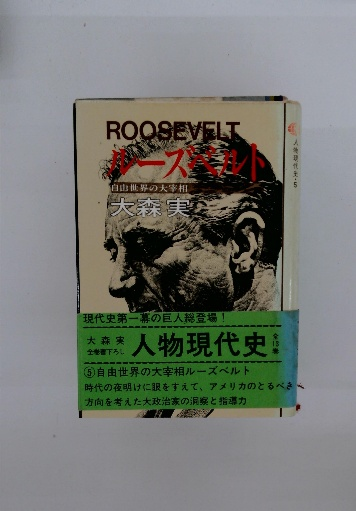 ROOSEVELT
ルーズベルト
自由世界の大宰相
大森 実
人物現代史・5
現代史第一幕の巨人総登場!
大森 実
全巻書下ろし
人物現代史
全13巻
⑤自由世界の大宰相ルーズベルト
時代の夜明けに眼をすえて、アメリカのとるべき
方向を考えた大政治家の洞察と指導力